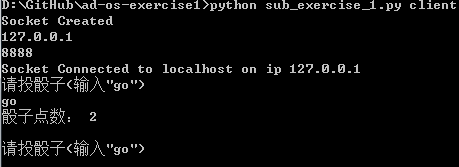 D:\GitHub\ad-os-exercise1>python sub_exercise_1.py client
Socket Created
127.0.0.1
8888
Socket Connected to localhost on ip 127.0.0.1
请投骰子(输入"go")
go
骰子点数： 2
请投骰子(输入"go")